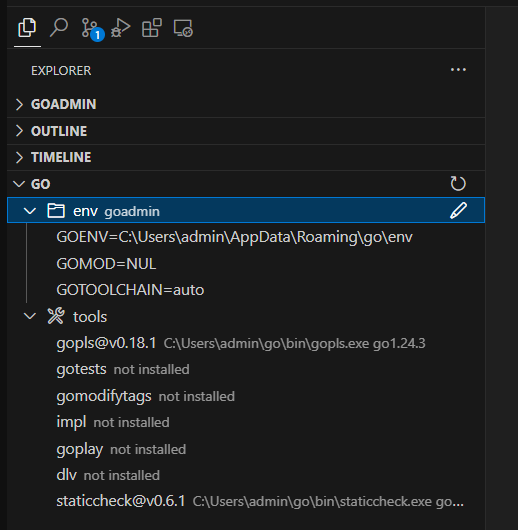 1
EXPLORER
GOADMIN
OUTLINE
TIMELINE
GO
env goadmin
GOENV=C:\Users\admin\AppData\Roaming\go\env
GOMOD=NUL
GOTOOLCHAIN=auto
tools
gopls@v0.18.1 C:\Users\admin\go\bin\gopls.exe go1.24.3
gotests not installed
gomodifytags not installed
impl not installed
goplay not installed
dlv not installed
staticcheck@v0.6.1 C:\Users\admin\go\bin\staticcheck.exe go...